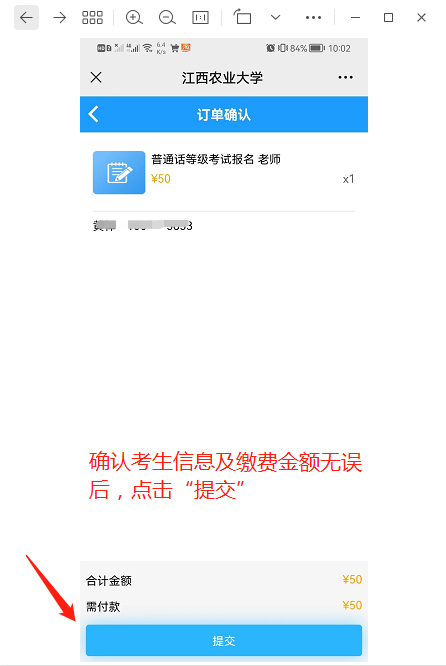 1:1
6.4
K/s
84% 10:02
江西农业大学
订单确认
普通话等级考试报名 老师
¥50
x1
确认考生信息及缴费金额无误
后，点击“提交”
合计金额
¥50
需付款
¥50
提交